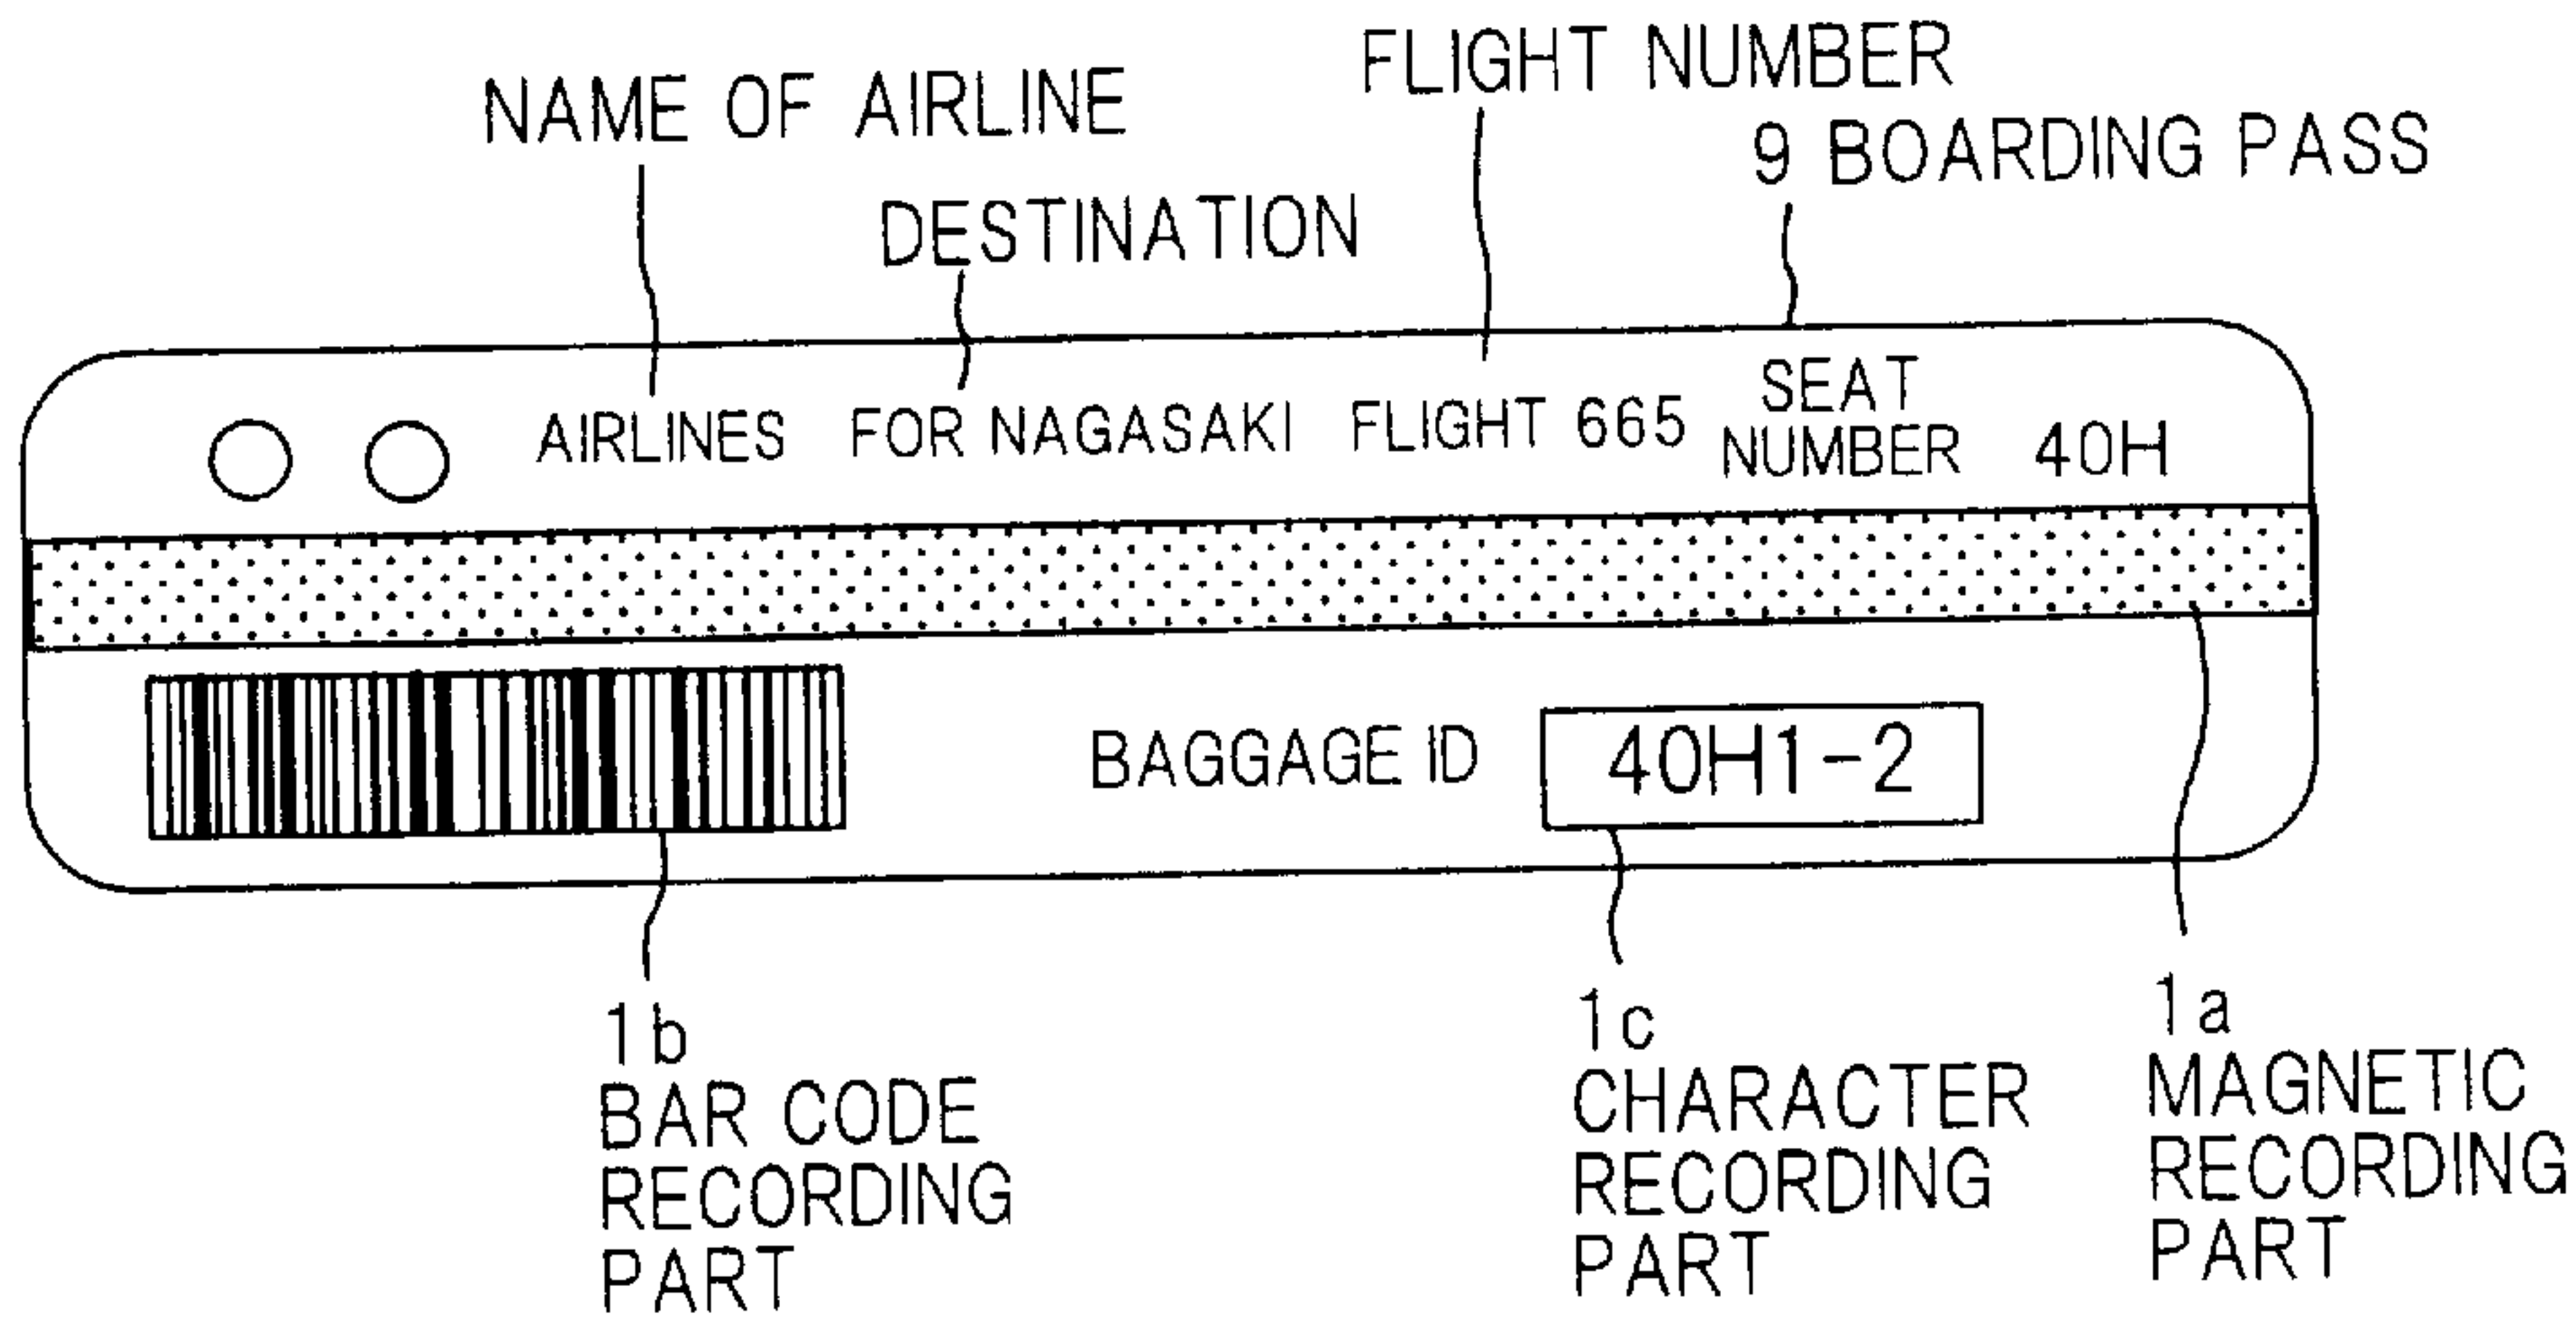 FLIGHT NUMBER
NAME OF AIRLINE
9 BOARDING PASS
DESTINATION
○ ○ AIRLINES FOR NAGASAKI FLIGHT 665 SEAT
NUMBER 40H
BAGGAGE ID 40H1-2
1b
BAR CODE
RECORDING
PART
1c
CHARACTER
RECORDING
PART
1a
MAGNETIC
RECORDING
PART